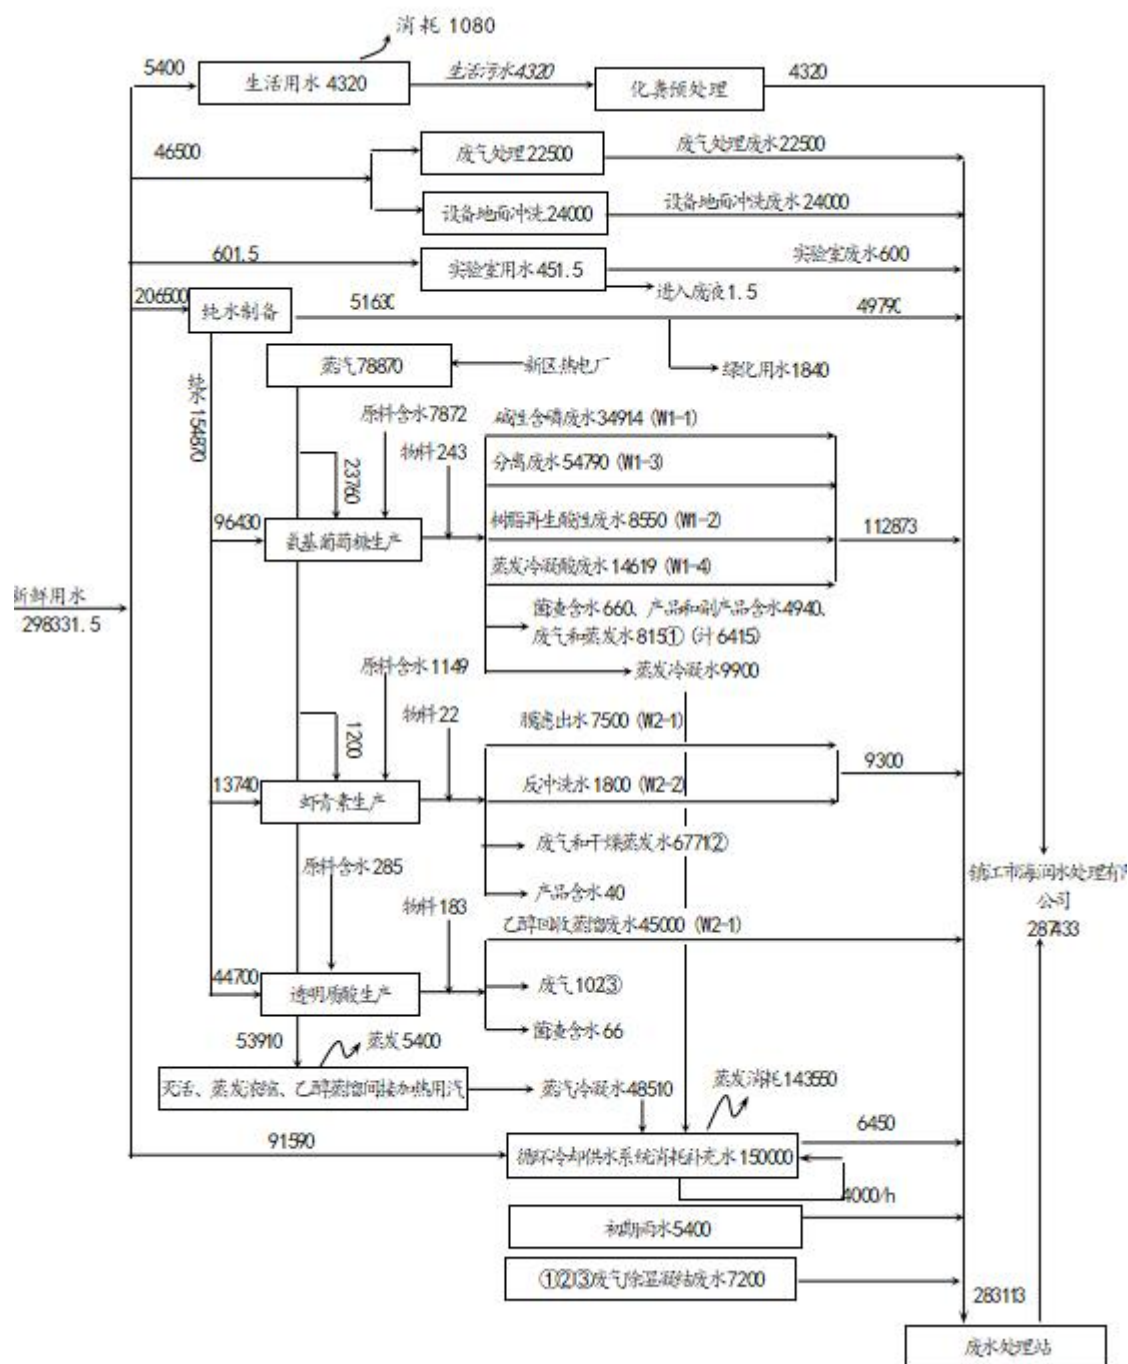 消耗 1080
5400
生活用水 4320
生活污水4320
化粪预处理
4320
46500
废气处理22500
废气处理废水22500
设备地面冲洗24000
设备地面冲洗废水24000
601.5
实验室用水451.5
实验室废水600
进入废液1.5
206500
纯水制备
51630
49790
绿化用水1840
蒸汽78870
新区热电厂
纯水 154870
原料含水7872
物料243
23760
碱性含磷废水34914 (W1-1)
分离废水54790 (W1-3)
树脂再生酸性废水8550 (W1-2)
蒸发冷凝酸废水14619 (W1-4)
112873
96430
氨基葡萄糖生产
菌渣含水660、产品和副产品含水4940、
废气和蒸发水815① (计6415)
蒸发冷凝水9900
新鲜用水
298331.5
原料含水1149
物料22
1200
膜滤出水7500 (W2-1)
反冲洗水1800 (W2-2)
9300
13740
虾青素生产
废气和干燥蒸发水6771②
产品含水40
原料含水285
物料183
乙醇回收蒸馏废水45000 (W2-1)
44700
透明质酸生产
废气102③
菌渣含水66
镇江市海润水处理有限
公司
287433
53910
蒸发5400
灭活、蒸发浓缩、乙醇蒸馏间接加热用汽
蒸汽冷凝水48510
蒸发消耗143550
91590
循环冷却供水系统消耗补充水150000
6450
4000/h
初期雨水5400
①②③废气除湿凝结废水7200
283113
废水处理站